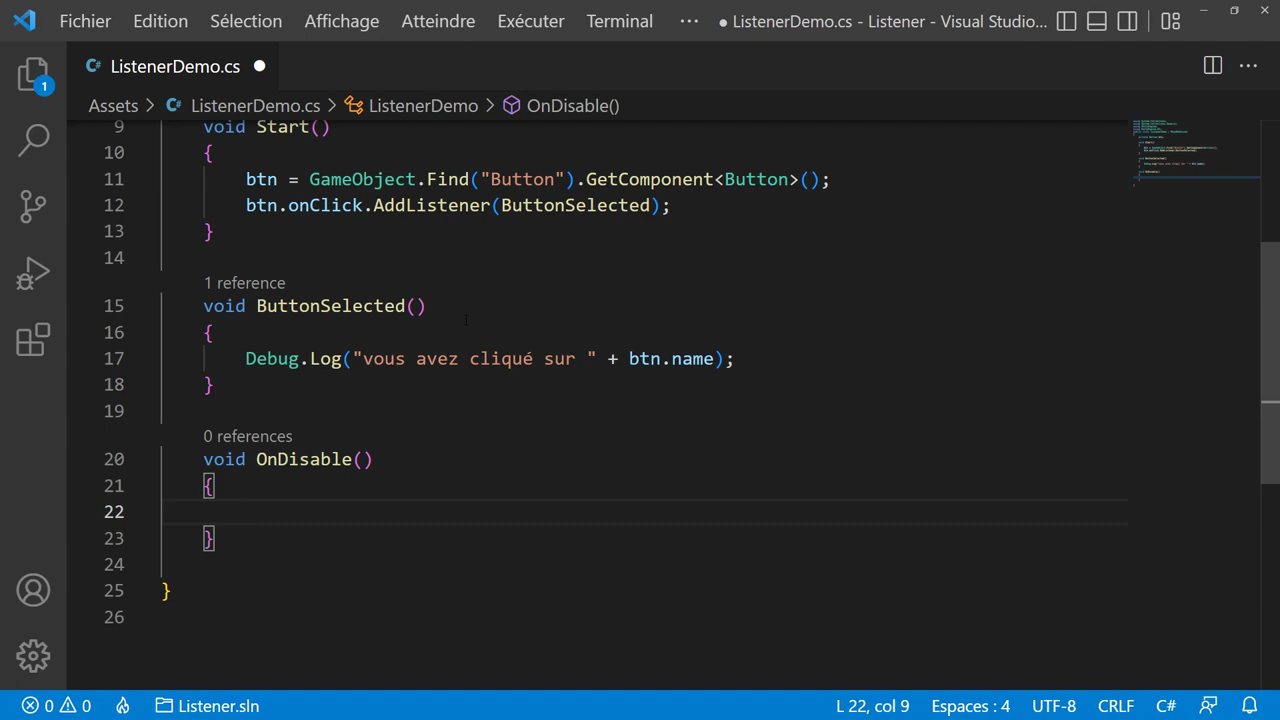 Fichier Edition Sélection Affichage Atteindre Exécuter Terminal ··· ● ListenerDemo.cs - Listener - Visual Studio...
1
C# ListenerDemo.cs ●
Assets > C# ListenerDemo.cs > ListenerDemo > OnDisable()
9 void Start()
10 {
11 btn = GameObject.Find("Button").GetComponent<Button>();
12 btn.onClick.AddListener(ButtonSelected);
13 }
14
1 reference
15 void ButtonSelected()
16 {
17 Debug.Log("vous avez cliqué sur " + btn.name);
18 }
19
0 references
20 void OnDisable()
21 {
22
23 }
24
25 }
26
0 0 Listener.sln L 22, col 9 Espaces : 4 UTF-8 CRLF C#